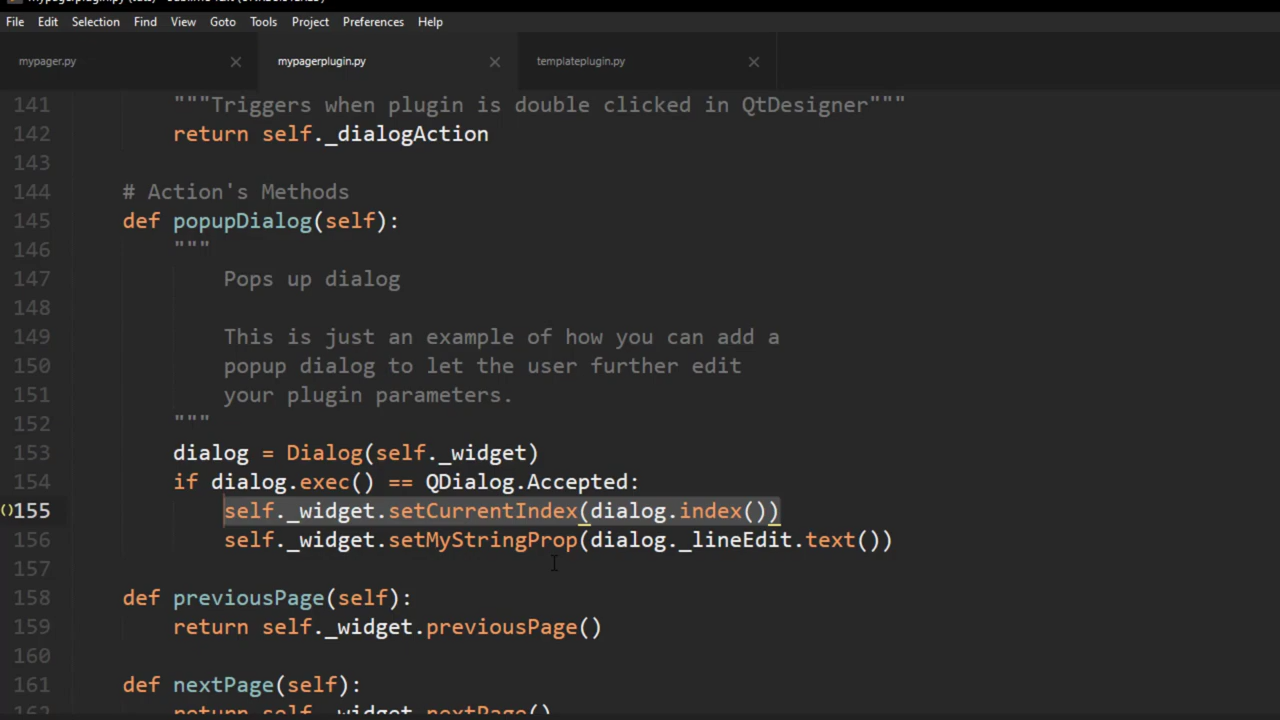 File Edit Selection Find View Goto Tools Project Preferences Help
mypager.py mypagerplugin.py templateplugin.py
141 """Triggers when plugin is double clicked in QtDesigner"""
142 return self._dialogAction
143
144 # Action's Methods
145 def popupDialog(self):
146 """
147 Pops up dialog
148
149 This is just an example of how you can add a
150 popup dialog to let the user further edit
151 your plugin parameters.
152 """
153 dialog = Dialog(self._widget)
154 if dialog.exec() == QDialog.Accepted:
155 self._widget.setCurrentIndex(dialog.index())
156 self._widget.setMyStringProp(dialog._lineEdit.text())
157
158 def previousPage(self):
159 return self._widget.previousPage()
160
161 def nextPage(self):
162 return self._widget.nextPage()